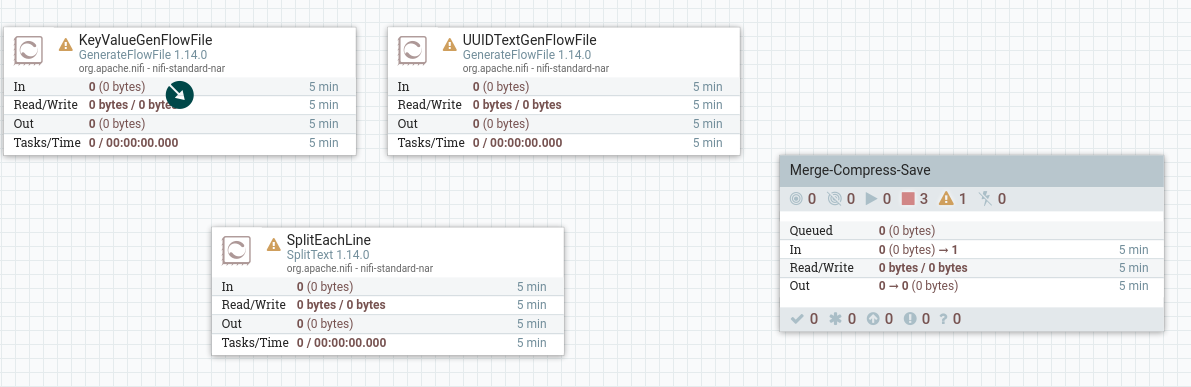 KeyValueGenFlowFile
GenerateFlowFile 1.14.0
org.apache.nifi - nifi-standard-nar
In 0 (0 bytes) 5 min
Read/Write 0 bytes / 0 bytes 5 min
Out 0 (0 bytes) 5 min
Tasks/Time 0 / 00:00:00.000 5 min
UUIDTextGenFlowFile
GenerateFlowFile 1.14.0
org.apache.nifi - nifi-standard-nar
In 0 (0 bytes) 5 min
Read/Write 0 bytes / 0 bytes 5 min
Out 0 (0 bytes) 5 min
Tasks/Time 0 / 00:00:00.000 5 min
Merge-Compress-Save
0 0 0 3 1 0
Queued 0 (0 bytes)
In 0 (0 bytes) → 1 5 min
Read/Write 0 bytes / 0 bytes 5 min
Out 0 → 0 (0 bytes) 5 min
0 0 0 0 ? 0
SplitEachLine
SplitText 1.14.0
org.apache.nifi - nifi-standard-nar
In 0 (0 bytes) 5 min
Read/Write 0 bytes / 0 bytes 5 min
Out 0 (0 bytes) 5 min
Tasks/Time 0 / 00:00:00.000 5 min